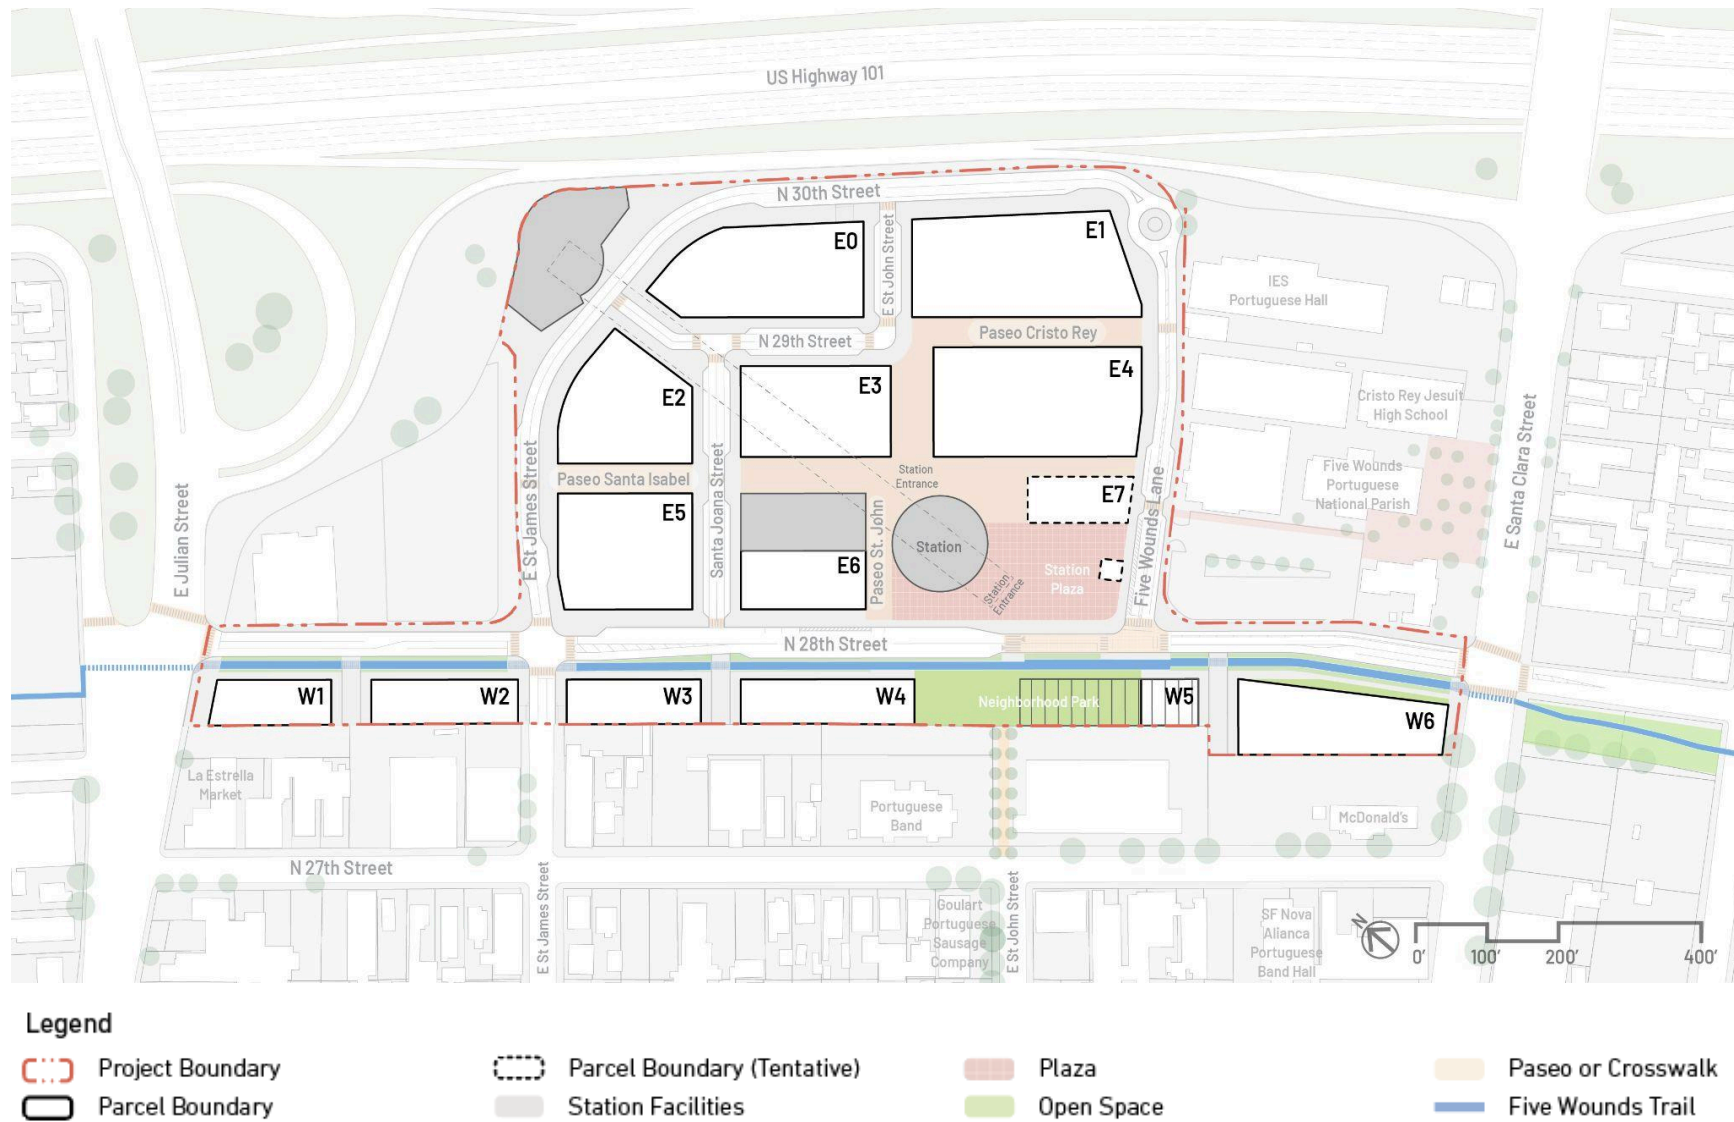 US Highway 101
N 30th Street
E0
E St John Street
E1
IES
Portuguese Hall
N 29th Street
Paseo Cristo Rey
E2
E3
E4
Cristo Rey Jesuit
High School
E Santa Clara Street
E Julian Street
E St James Street
Paseo Santa Isabel
Santa Joana Street
Station
Entrance
Five Wounds
Portuguese
National Parish
E5
E7
Paseo St. John
Station
Five Wounds Lane
E6
Station
Plaza
Station
Entrance
N 28th Street
W1
W2
W3
W4
Neighborhood Park
W5
W6
La Estrella
Market
Portuguese
Band
McDonald's
N 27th Street
E St James Street
Goulart
Portuguese
Sausage
Company
E St John Street
SF Nova
Alianca
Portuguese
Band Hall
N
0'
100'
200'
400'
Legend
Project Boundary
Parcel Boundary (Tentative)
Plaza
Paseo or Crosswalk
Parcel Boundary
Station Facilities
Open Space
Five Wounds Trail